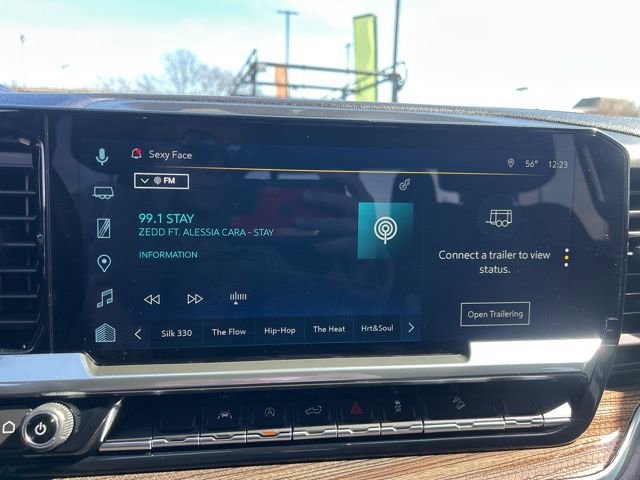 Sexy Face
56° 12:23
FM
99.1 STAY
ZEDD FT. ALESSIA CARA - STAY
INFORMATION
Connect a trailer to view
status.
Open Trailering
Silk 330 The Flow Hip-Hop The Heat Hrt&Soul